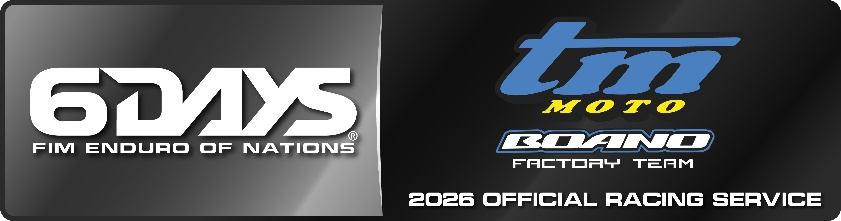 6DAYS®
FIM ENDURO OF NATIONS
tm
MOTO
BOANO
FACTORY TEAM
2026 OFFICIAL RACING SERVICE